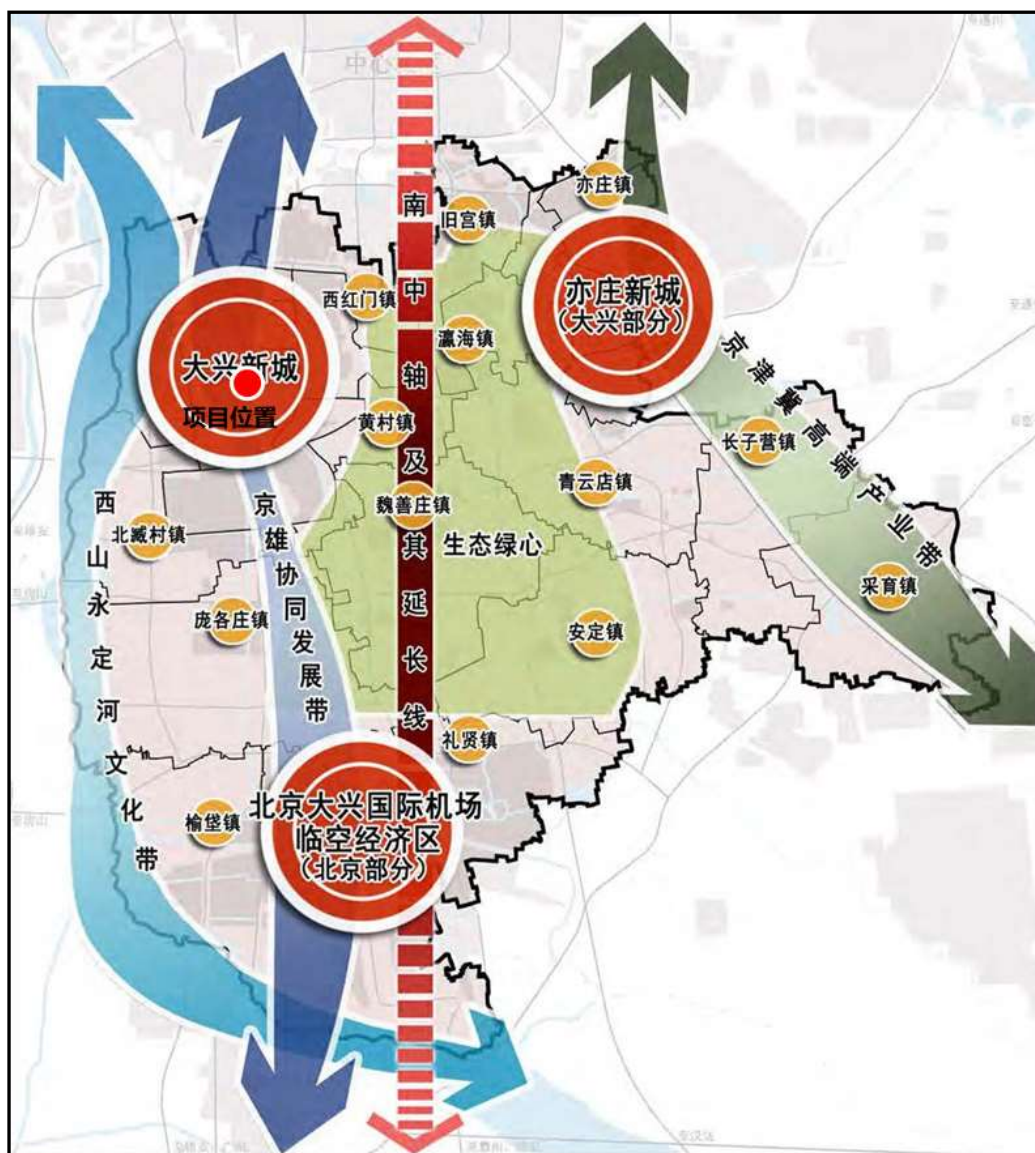 中心
亦庄镇
旧宫镇
南中轴及其延长线
西红门镇
亦庄新城
(大兴部分)
瀛海镇
大兴新城
项目位置
黄村镇
京津冀高端产业带
长子营镇
青云店镇
魏善庄镇
西山永定河文化带
北臧村镇
京雄协同发展带
生态绿心
采育镇
庞各庄镇
安定镇
礼贤镇
北京大兴国际机场
临空经济区
(北京部分)
榆垡镇